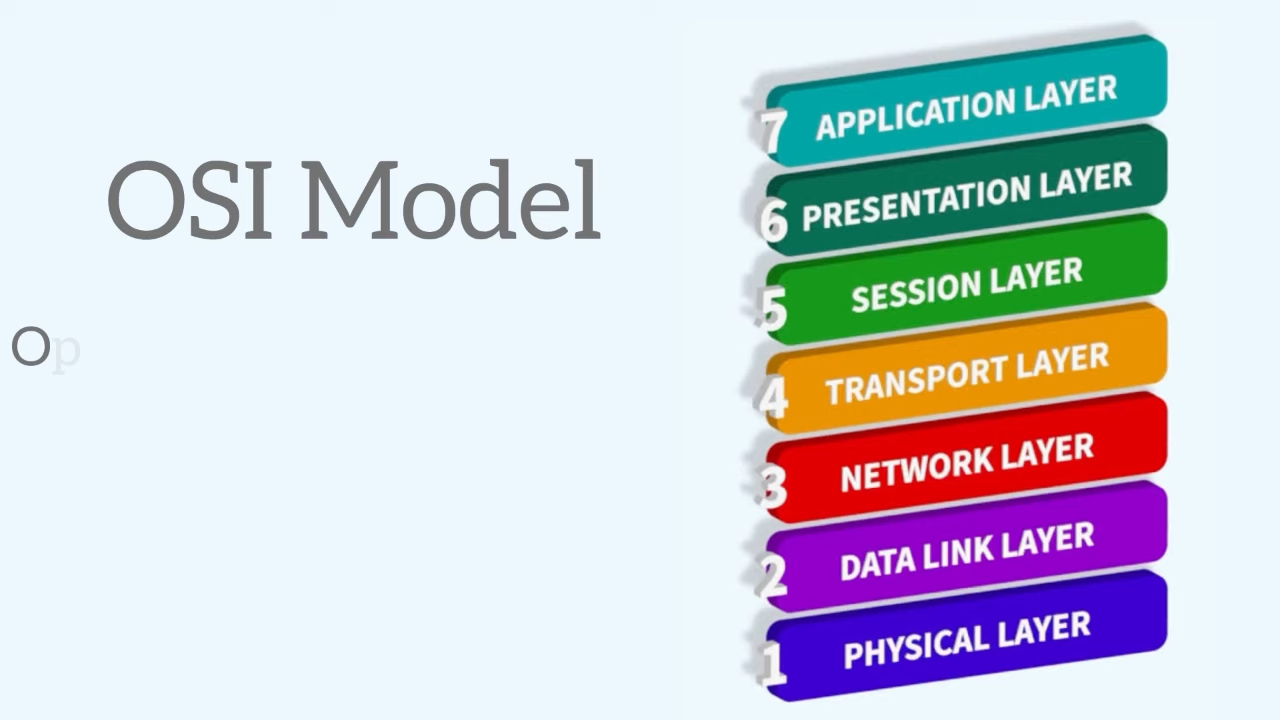 OSI Model
Op
7 APPLICATION LAYER
6 PRESENTATION LAYER
5 SESSION LAYER
4 TRANSPORT LAYER
3 NETWORK LAYER
2 DATA LINK LAYER
1 PHYSICAL LAYER